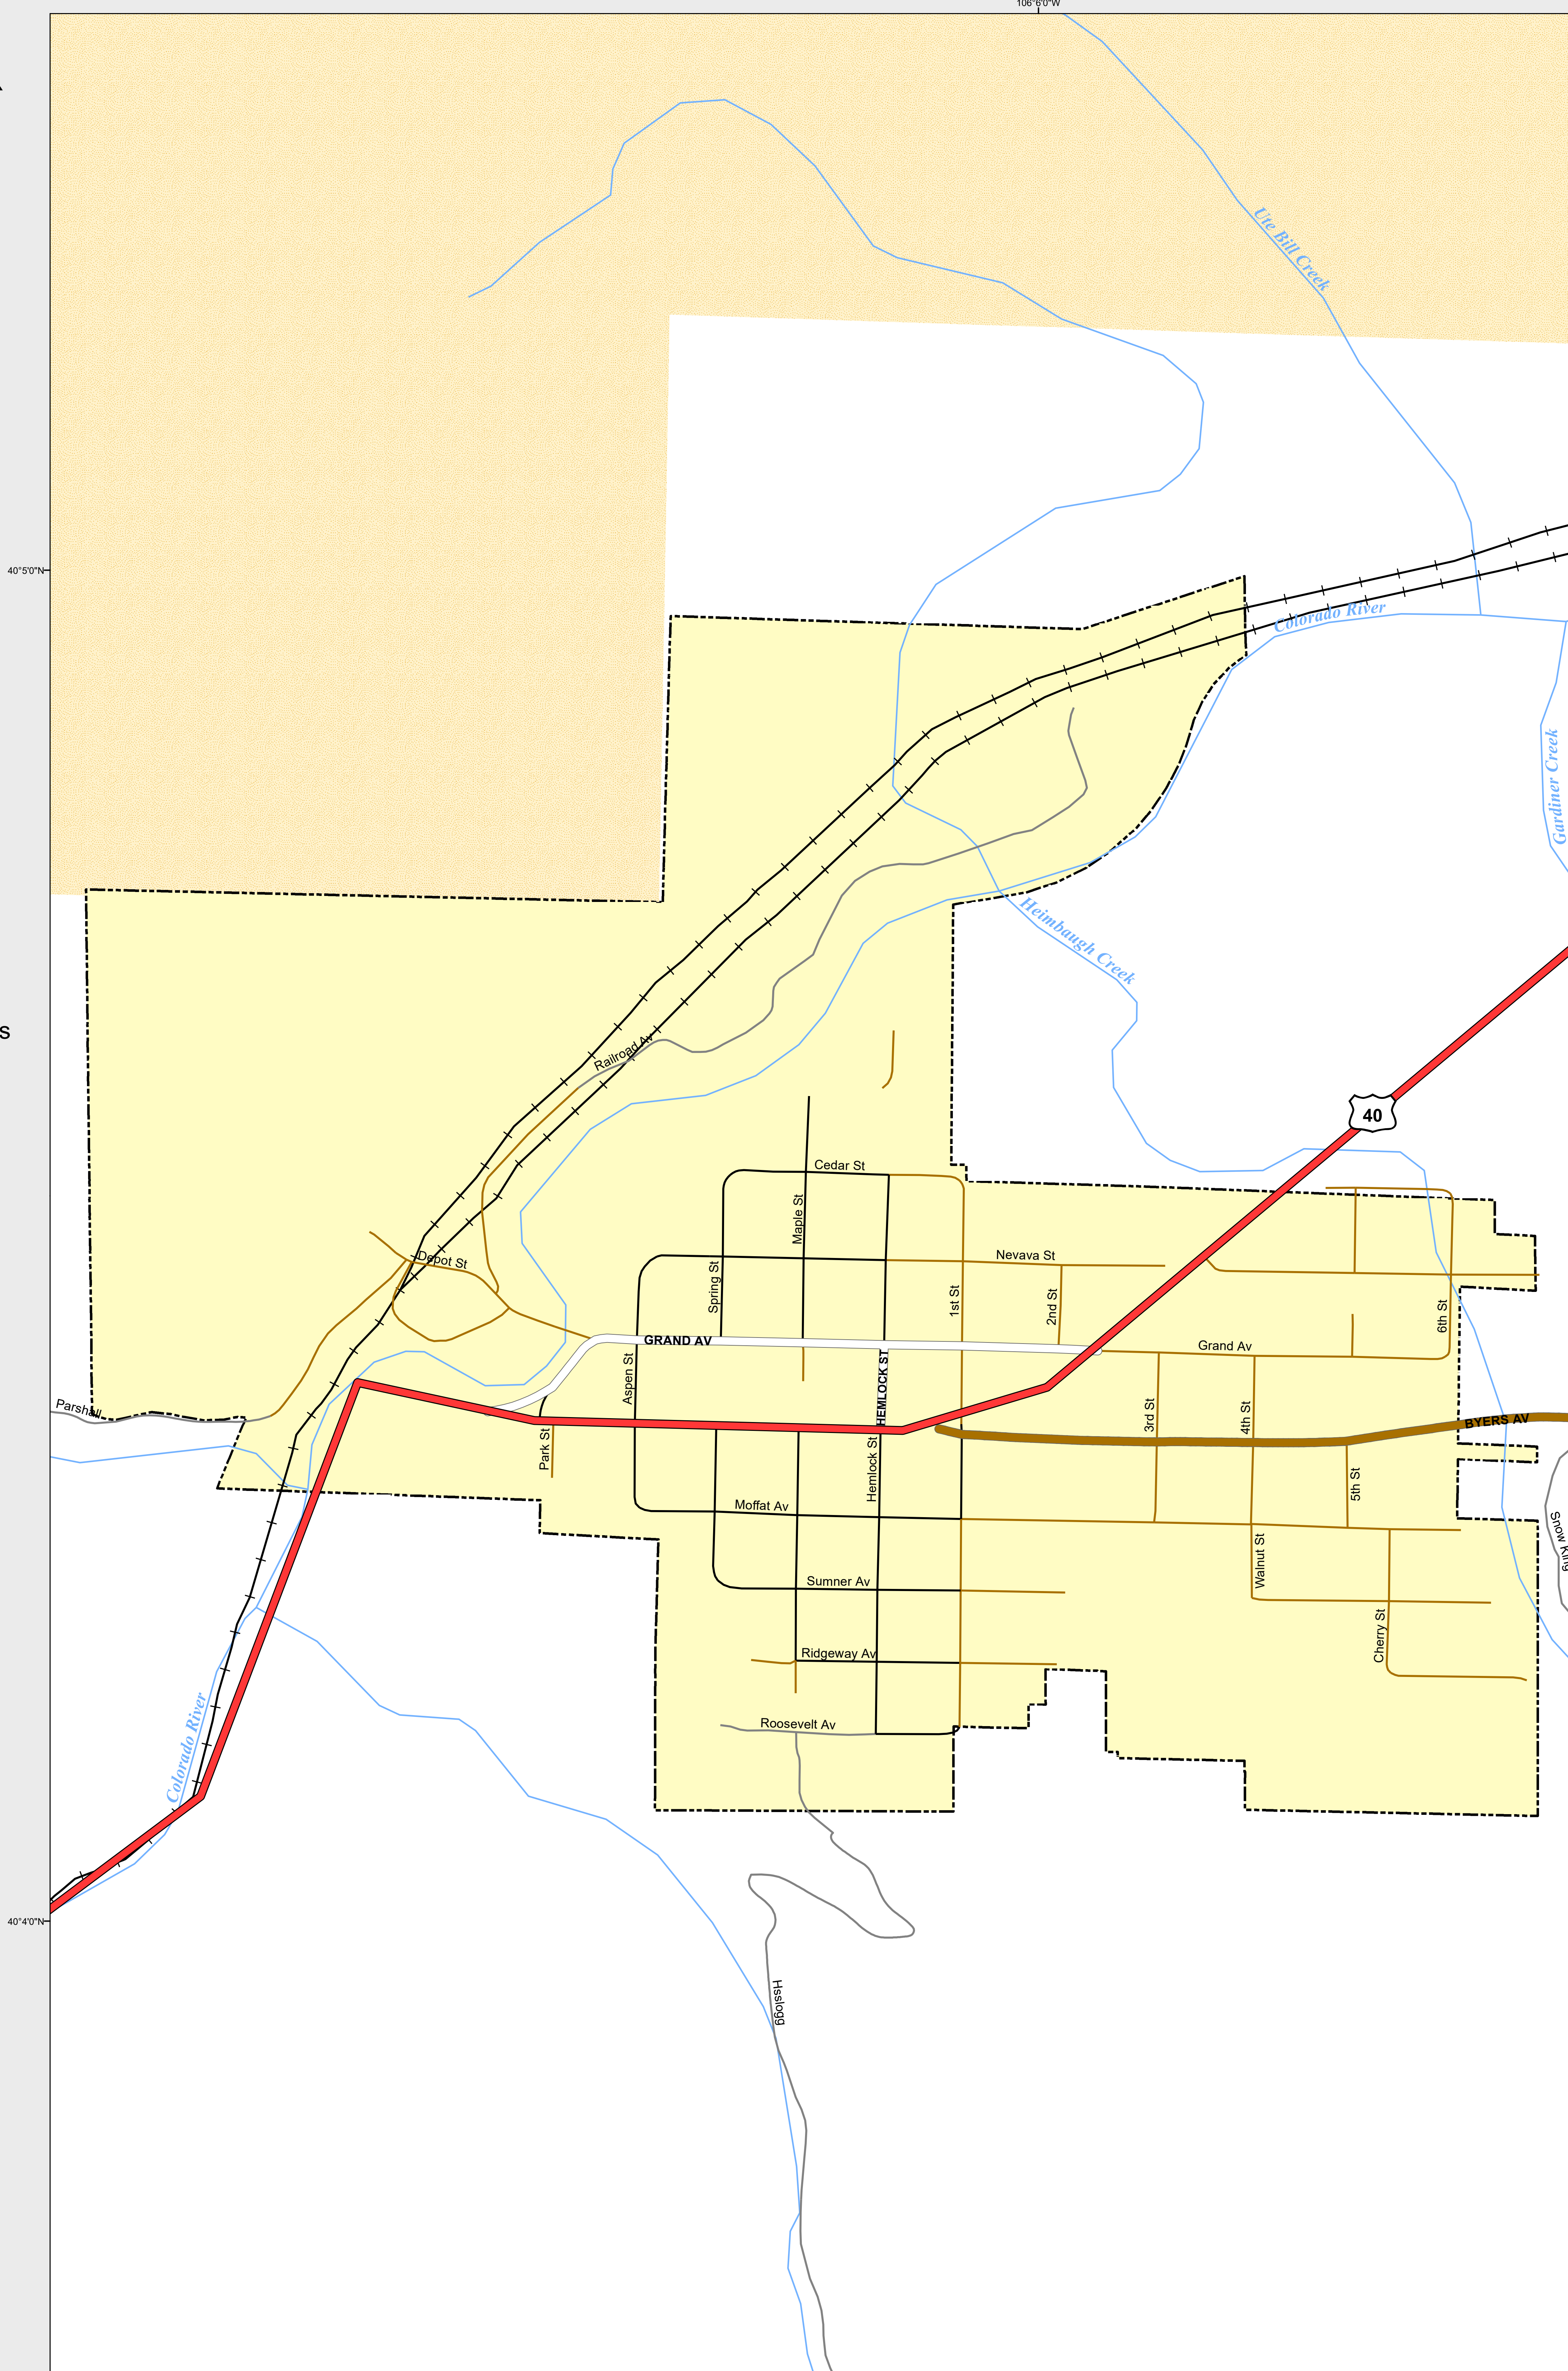 106°6'0"W
Ute Bill Creek
40°5'0"N
Colorado River
Gardiner Creek
Heimbaugh Creek
S
Railroad Av
40
Cedar St
Maple St
Depot St
Nevava St
Spring St
1st St
2nd St
6th St
GRAND AV
Grand Av
Aspen St
HEMLOCK ST
Parshall
3rd St
4th St
BYERS AV
Park St
Hemlock St
5th St
Moffat Av
Walnut St
Snow King
Sumner Av
Cherry St
Ridgeway Av
Colorado River
Roosevelt Av
40°4'0"N
Hsslogg